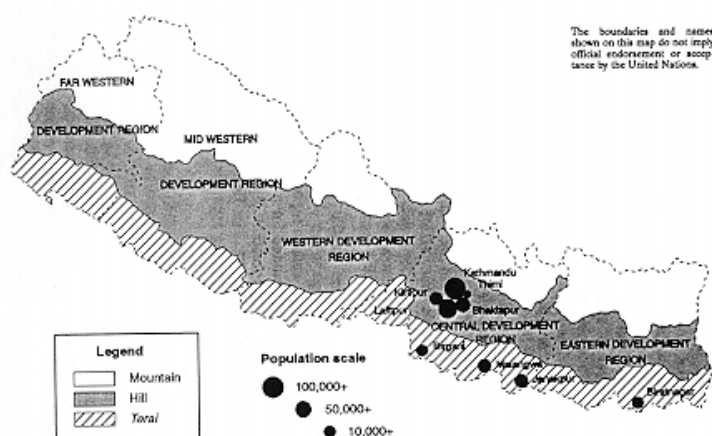 The boundaries and names
shown on this map do not imply
official endorsement or accep-
tance by the United Nations.
FAR WESTERN
DEVELOPMENT REGION
MID WESTERN
DEVELOPMENT REGION
WESTERN DEVELOPMENT
REGION
Kathmandu
Thimi
Kirtipur
Lalitpur
Bhaktapur
CENTRAL DEVELOPMENT
REGION
EASTERN DEVELOPMENT
REGION
Malangwa
Janakpur
Biratnagar
Legend
Mountain
Hill
Terai
Population scale
100,000+
50,000+
10,000+